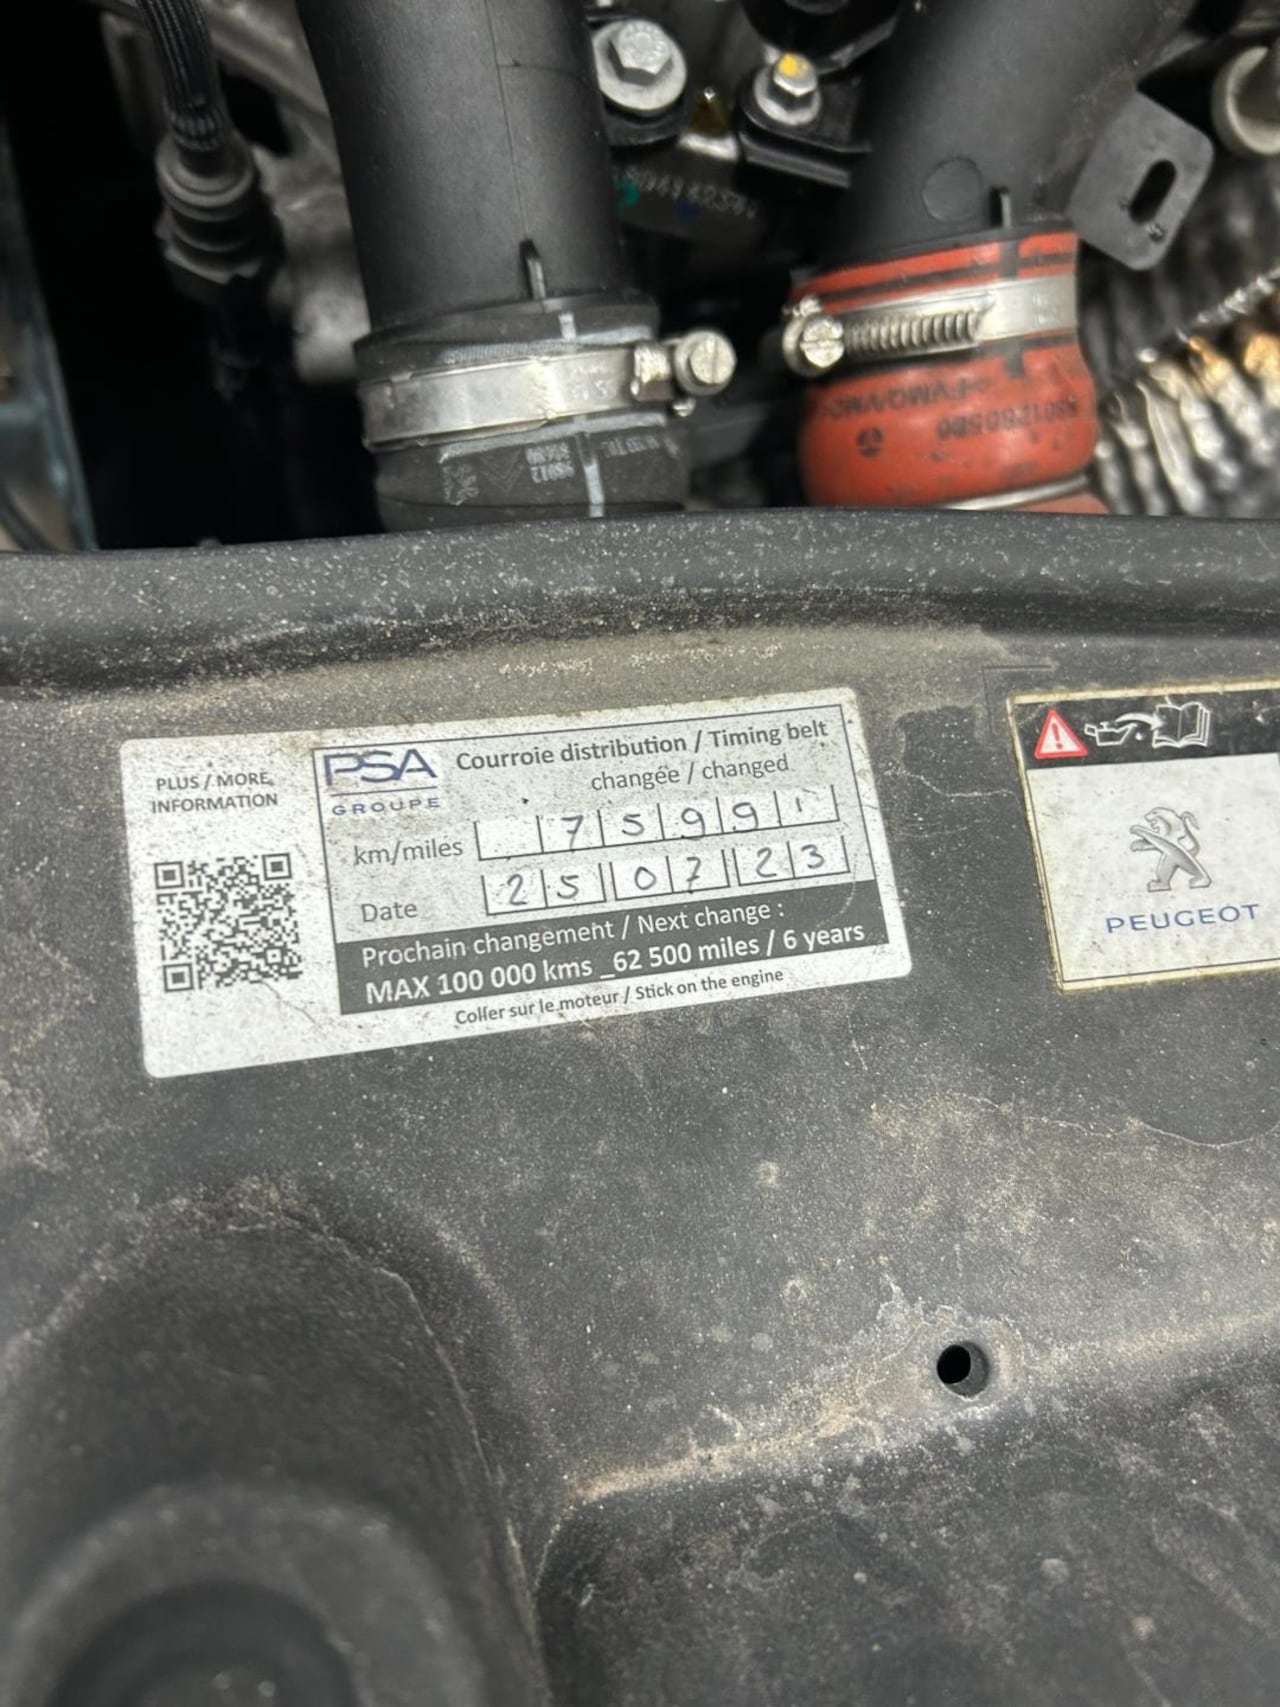 9801280580
PLUS / MORE
INFORMATION
PSA
GROUPE
Courroie distribution / Timing belt
changée / changed
km/miles 75991
Date 25 07 23
Prochain changement / Next change :
MAX 100 000 kms _62 500 miles / 6 years
Coller sur le moteur / Stick on the engine
PEUGEOT